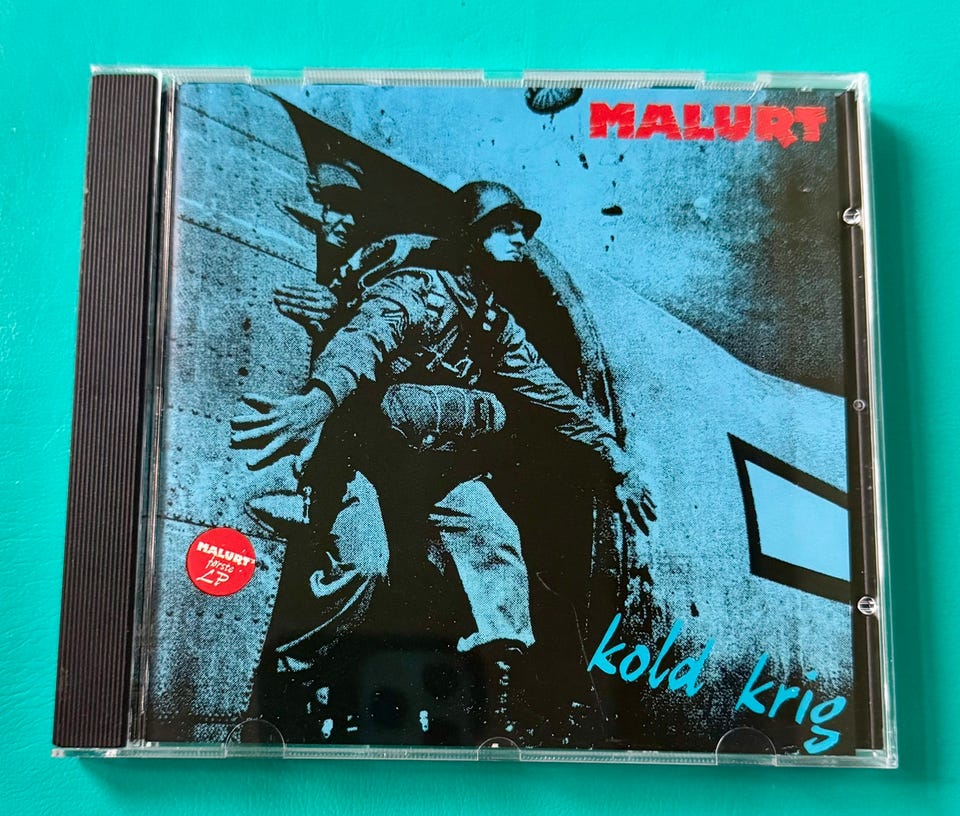 MALURT
MALURT'
første
LP
kold krig